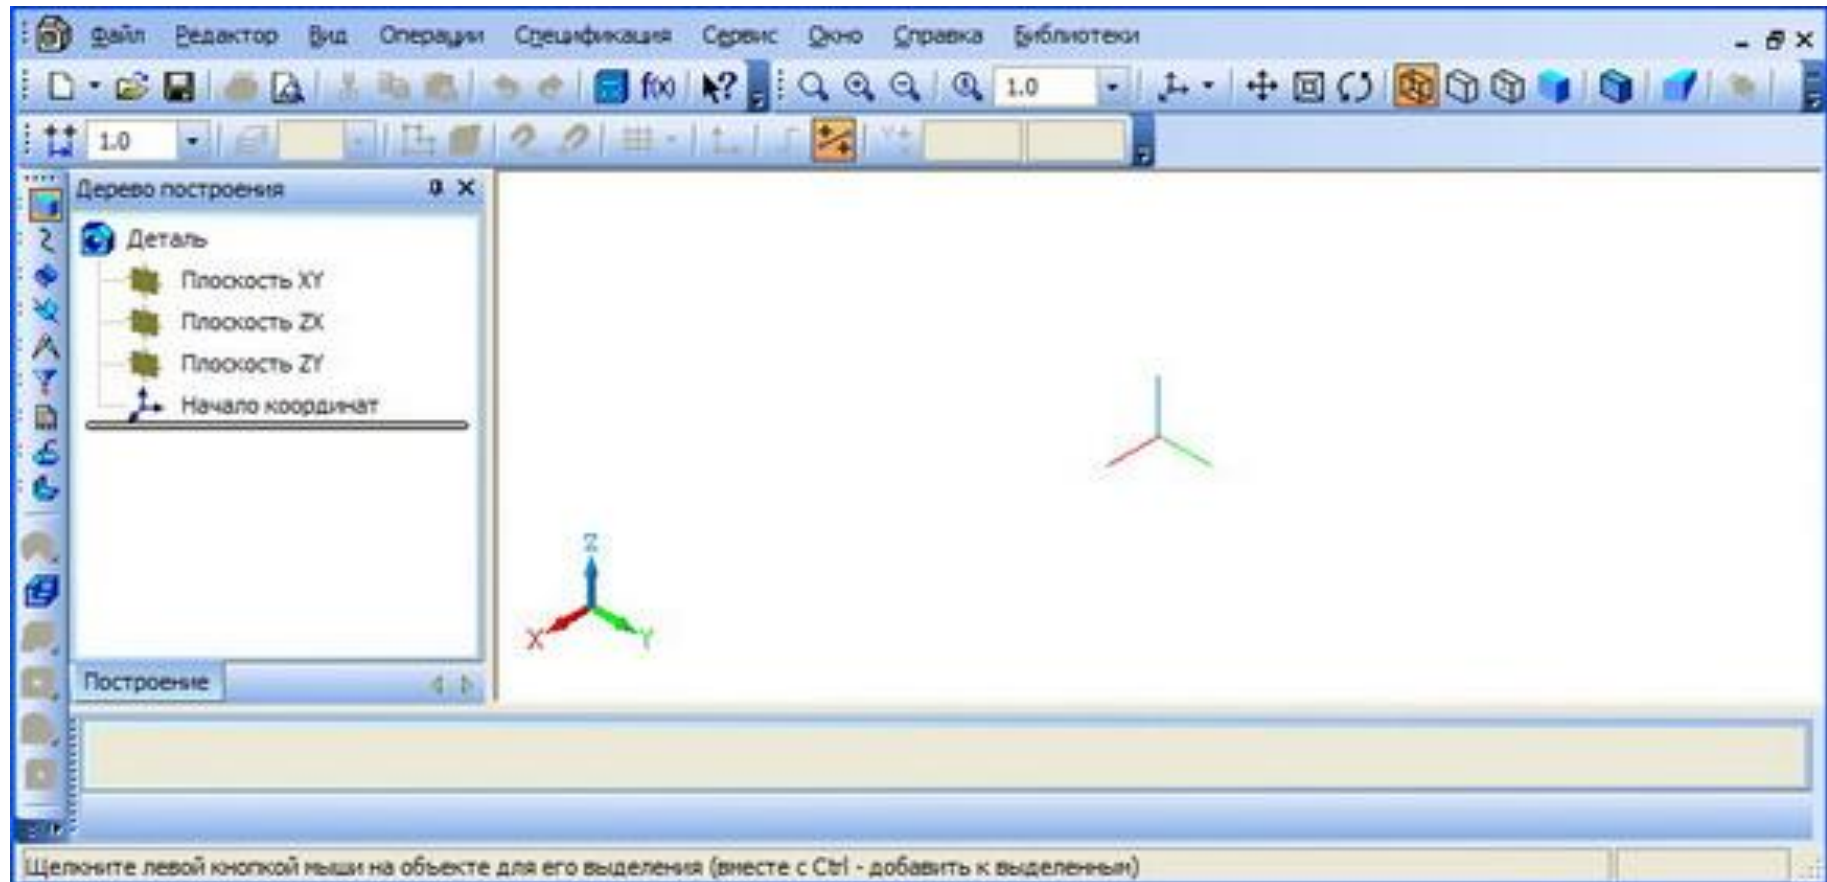 Файл Редактор Вид Операции Спецификация Сервис Окно Справка Библиотеки
f(x) ? 1.0
1.0
Дерево построения
Деталь
Плоскость XY
Плоскость ZX
Плоскость ZY
Начало координат
Z
X Y
Построение
Щелкните левой кнопкой мыши на объекте для его выделения (вместе с Ctrl - добавить к выделенным)